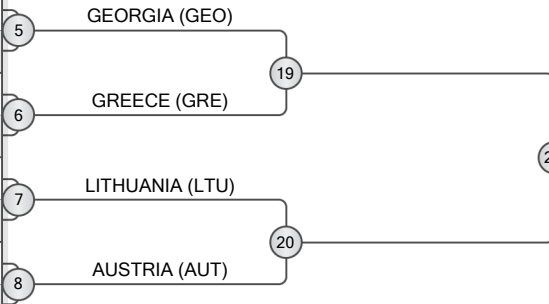 GEORGIA (GEO)
5
19
GREECE (GRE)
6
LITHUANIA (LTU)
7
20
AUSTRIA (AUT)
8